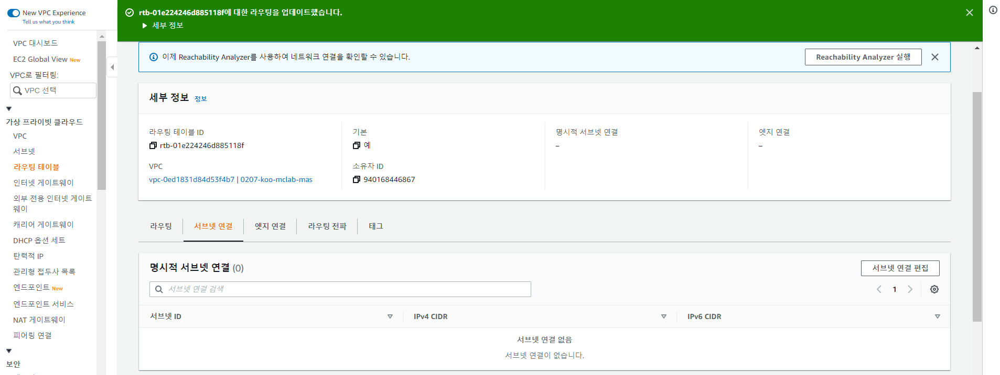 New VPC Experience
Tell us what you think
VPC 대시보드
EC2 Global View New
VPC로 필터링:
VPC 선택
가상 프라이빗 클라우드
VPC
서브넷
라우팅 테이블
인터넷 게이트웨이
외부 전용 인터넷 게이트
웨이
캐리어 게이트웨이
DHCP 옵션 세트
탄력적 IP
관리형 접두사 목록
엔드포인트 New
엔드포인트 서비스
NAT 게이트웨이
피어링 연결
보안
rtb-01e224246d885118f에 대한 라우팅을 업데이트했습니다.
세부 정보
이제 Reachability Analyzer를 사용하여 네트워크 연결을 확인할 수 있습니다.
Reachability Analyzer 실행
세부 정보 정보
라우팅 테이블 ID
rtb-01e224246d885118f
기본
예
명시적 서브넷 연결
–
엣지 연결
–
VPC
vpc-0ed1831d84d53f4b7 | 0207-koo-mclab-mas
소유자 ID
940168446867
라우팅
서브넷 연결
엣지 연결
라우팅 전파
태그
명시적 서브넷 연결 (0)
서브넷 연결 편집
서브넷 연결 검색
1
서브넷 ID
IPv4 CIDR
IPv6 CIDR
서브넷 연결 없음
서브넷 연결이 없습니다.